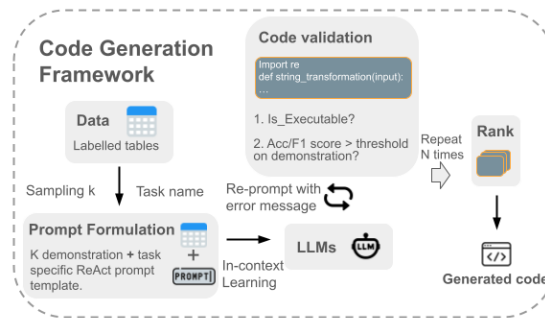 Code Generation
Framework
Data
Labelled tables
Sampling k
Task name
Prompt Formulation
K demonstration + task
specific ReAct prompt
template.
+
PROMPT
In-context
Learning
LLMs
LLM
Re-prompt with
error message
Code validation
Import re
def string_transformation(input):
...
1. Is_Executable?
2. Acc/F1 score > threshold
on demonstration?
Repeat
N times
Rank
</>
Generated code